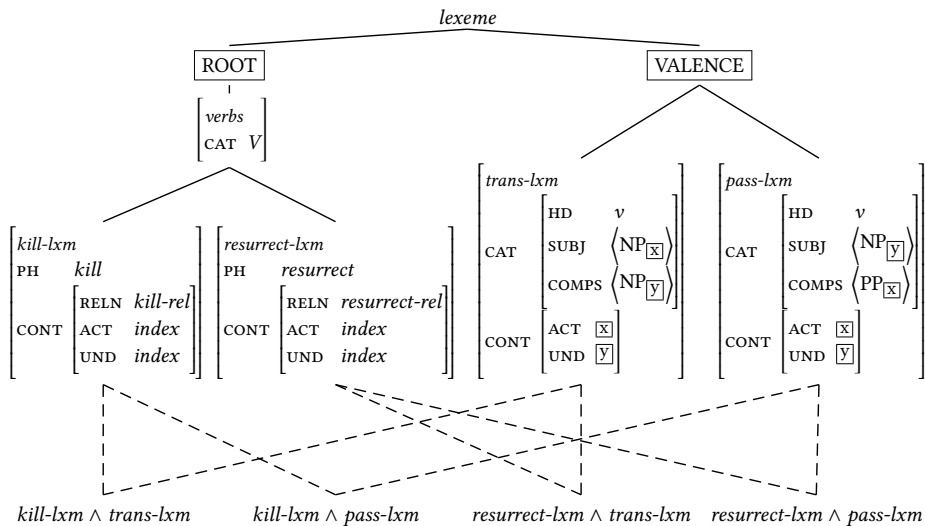 lexeme
ROOT VALENCE
verbs
CAT V
kill-lxm
PH kill
CONT RELN kill-rel
ACT index
UND index
resurrect-lxm
PH resurrect
CONT RELN resurrect-rel
ACT index
UND index
trans-lxm
CAT HD v
SUBJ ⟨NP x⟩
COMPS ⟨NP y⟩
CONT ACT x
UND y
pass-lxm
CAT HD v
SUBJ ⟨NP y⟩
COMPS ⟨PP x⟩
CONT ACT x
UND y
kill-lxm ∧ trans-lxm kill-lxm ∧ pass-lxm resurrect-lxm ∧ trans-lxm resurrect-lxm ∧ pass-lxm